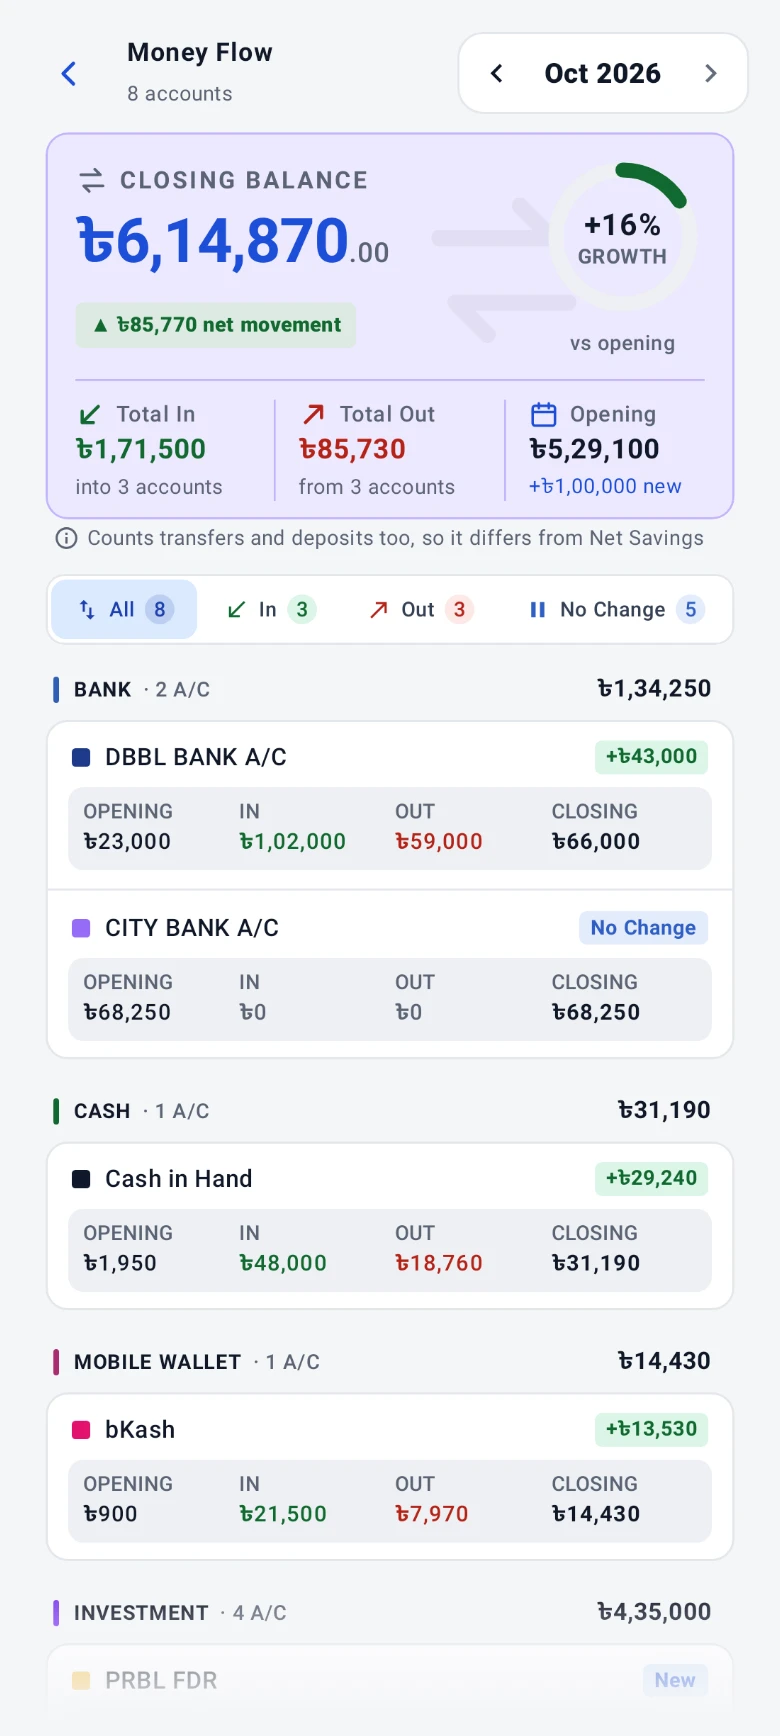 Money Flow
8 accounts
Oct 2026
CLOSING BALANCE
৳6,14,870.00
+16%
GROWTH
▲ ৳85,770 net movement
vs opening
Total In
৳1,71,500
into 3 accounts
Total Out
৳85,730
from 3 accounts
Opening
৳5,29,100
+৳1,00,000 new
Counts transfers and deposits too, so it differs from Net Savings
All 8
In 3
Out 3
No Change 5
BANK · 2 A/C ৳1,34,250
DBBL BANK A/C +৳43,000
OPENING IN OUT CLOSING
৳23,000 ৳1,02,000 ৳59,000 ৳66,000
CITY BANK A/C No Change
OPENING IN OUT CLOSING
৳68,250 ৳0 ৳0 ৳68,250
CASH · 1 A/C ৳31,190
Cash in Hand +৳29,240
OPENING IN OUT CLOSING
৳1,950 ৳48,000 ৳18,760 ৳31,190
MOBILE WALLET · 1 A/C ৳14,430
bKash +৳13,530
OPENING IN OUT CLOSING
৳900 ৳21,500 ৳7,970 ৳14,430
INVESTMENT · 4 A/C ৳4,35,000
PRBL FDR New